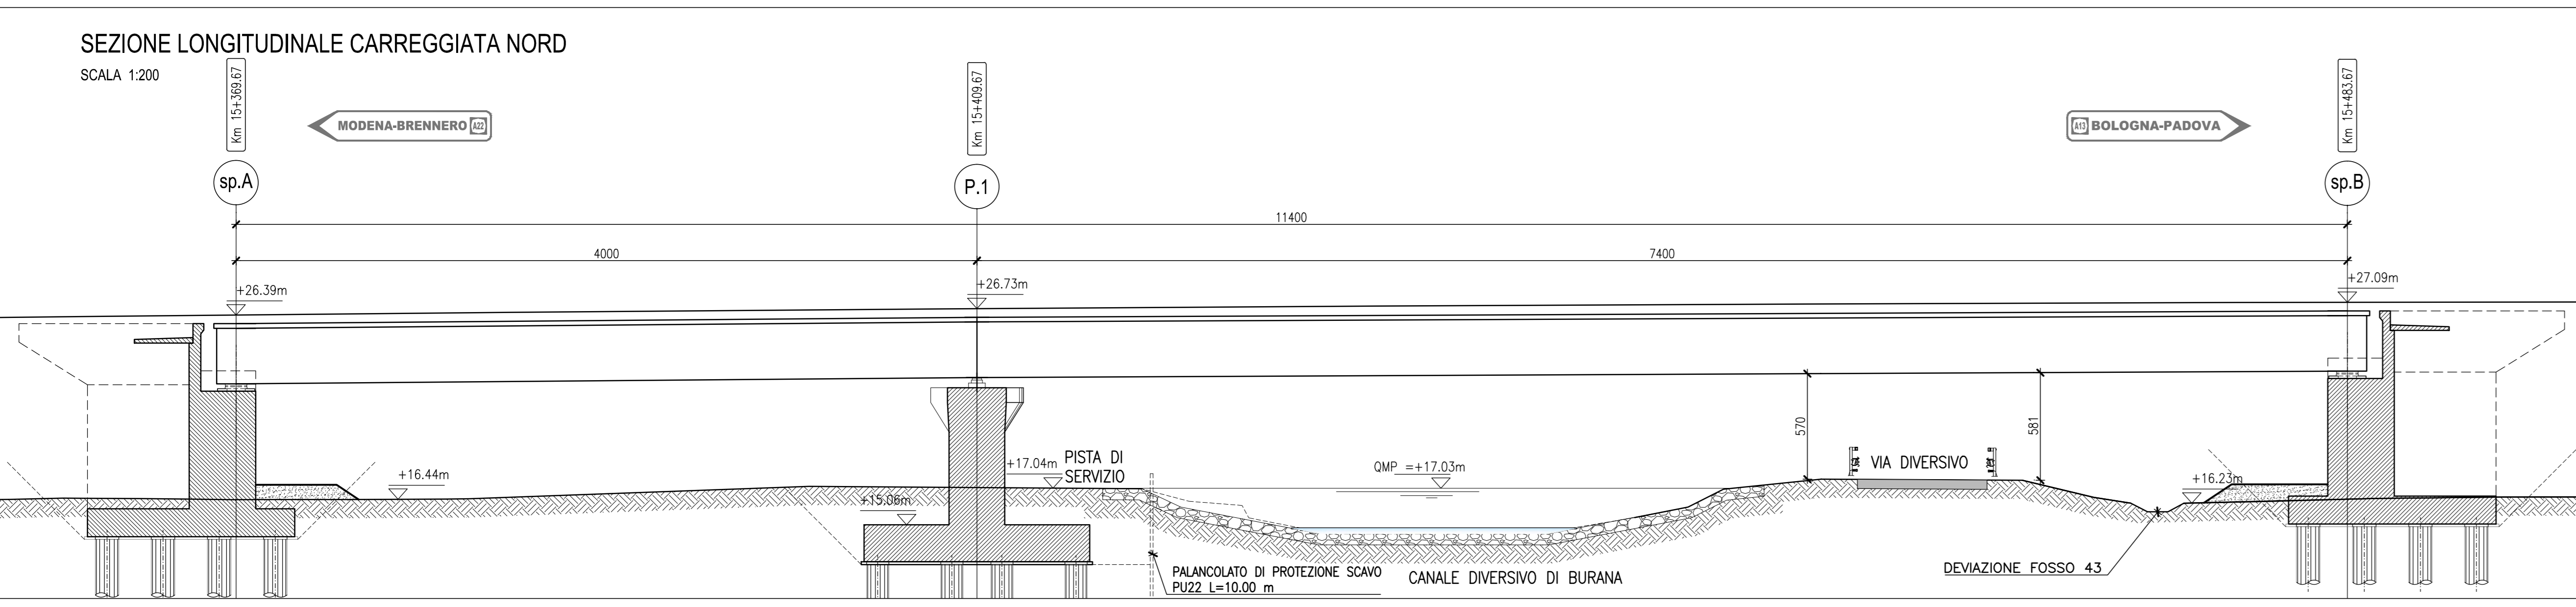 SEZIONE LONGITUDINALE CARREGGIATA NORD
SCALA 1:200
Km 15+369.67
Km 15+409.67
Km 15+483.67
MODENA-BRENNERO A22
A13 BOLOGNA-PADOVA
sp.A
P.1
sp.B
11400
4000
7400
+26.39m
+26.73m
+27.09m
570
581
+16.44m
+17.04m
PISTA DI
SERVIZIO
QMP =+17.03m
VIA DIVERSIVO
+16.23m
+15.06m
PALANCOLATO DI PROTEZIONE SCAVO
PU22 L=10.00 m
CANALE DIVERSIVO DI BURANA
DEVIAZIONE FOSSO 43